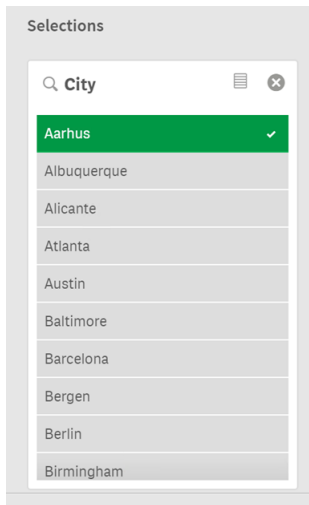 Selections
City
Aarhus
Albuquerque
Alicante
Atlanta
Austin
Baltimore
Barcelona
Bergen
Berlin
Birmingham